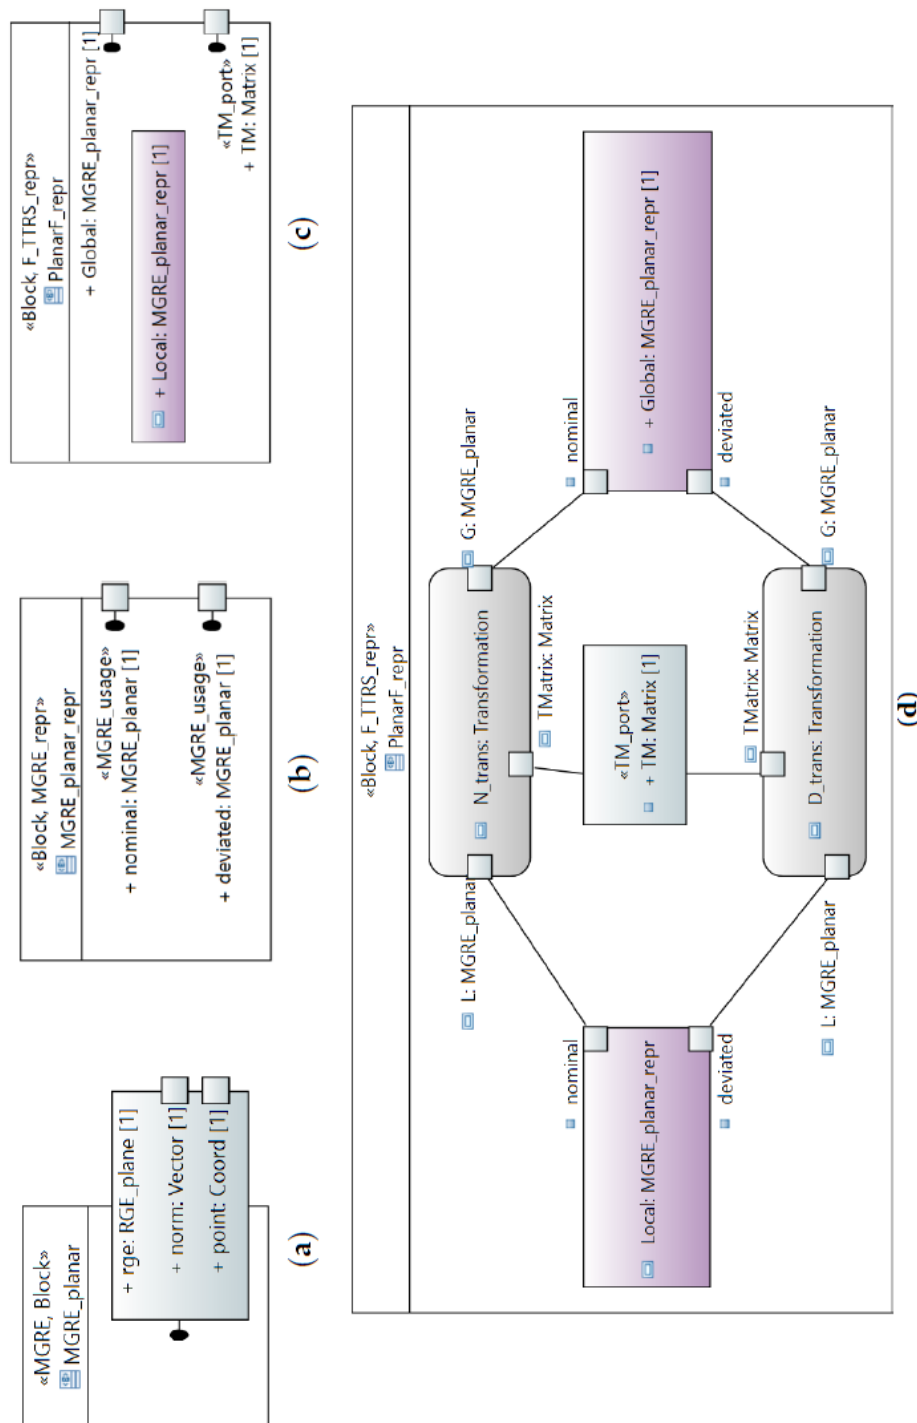 «MGRE, Block»
MGRE_planar
+ rge: RGE_plane [1]
+ norm: Vector [1]
+ point: Coord [1]
(a)
«Block, MGRE_repr»
MGRE_planar_repr
«MGRE_usage»
+ nominal: MGRE_planar [1]
«MGRE_usage»
+ deviated: MGRE_planar [1]
(b)
«Block, F_TTRS_repr»
PlanarF_repr
+ Global: MGRE_planar_repr [1]
+ Local: MGRE_planar_repr [1]
«TM_port»
+ TM: Matrix [1]
(c)
«Block, F_TTRS_repr»
PlanarF_repr
L: MGRE_planar
G: MGRE_planar
N_trans: Transformation
TMatrix: Matrix
nominal
nominal
Local: MGRE_planar_repr
«TM_port»
+ TM: Matrix [1]
+ Global: MGRE_planar_repr [1]
deviated
deviated
TMatrix: Matrix
D_trans: Transformation
L: MGRE_planar
G: MGRE_planar
(d)